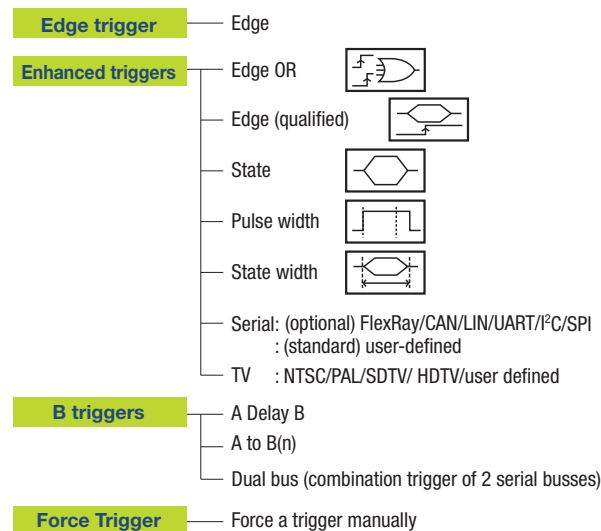 Edge trigger Edge
Enhanced triggers Edge OR
Edge (qualified)
State
Pulse width
State width
Serial: (optional) FlexRay/CAN/LIN/UART/I²C/SPI
: (standard) user-defined
TV : NTSC/PAL/SDTV/ HDTV/user defined
B triggers A Delay B
A to B(n)
Dual bus (combination trigger of 2 serial busses)
Force Trigger Force a trigger manually